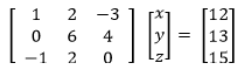 1 2 -3 x [12]
0 6 4 y = 13
-1 2 0 z 15